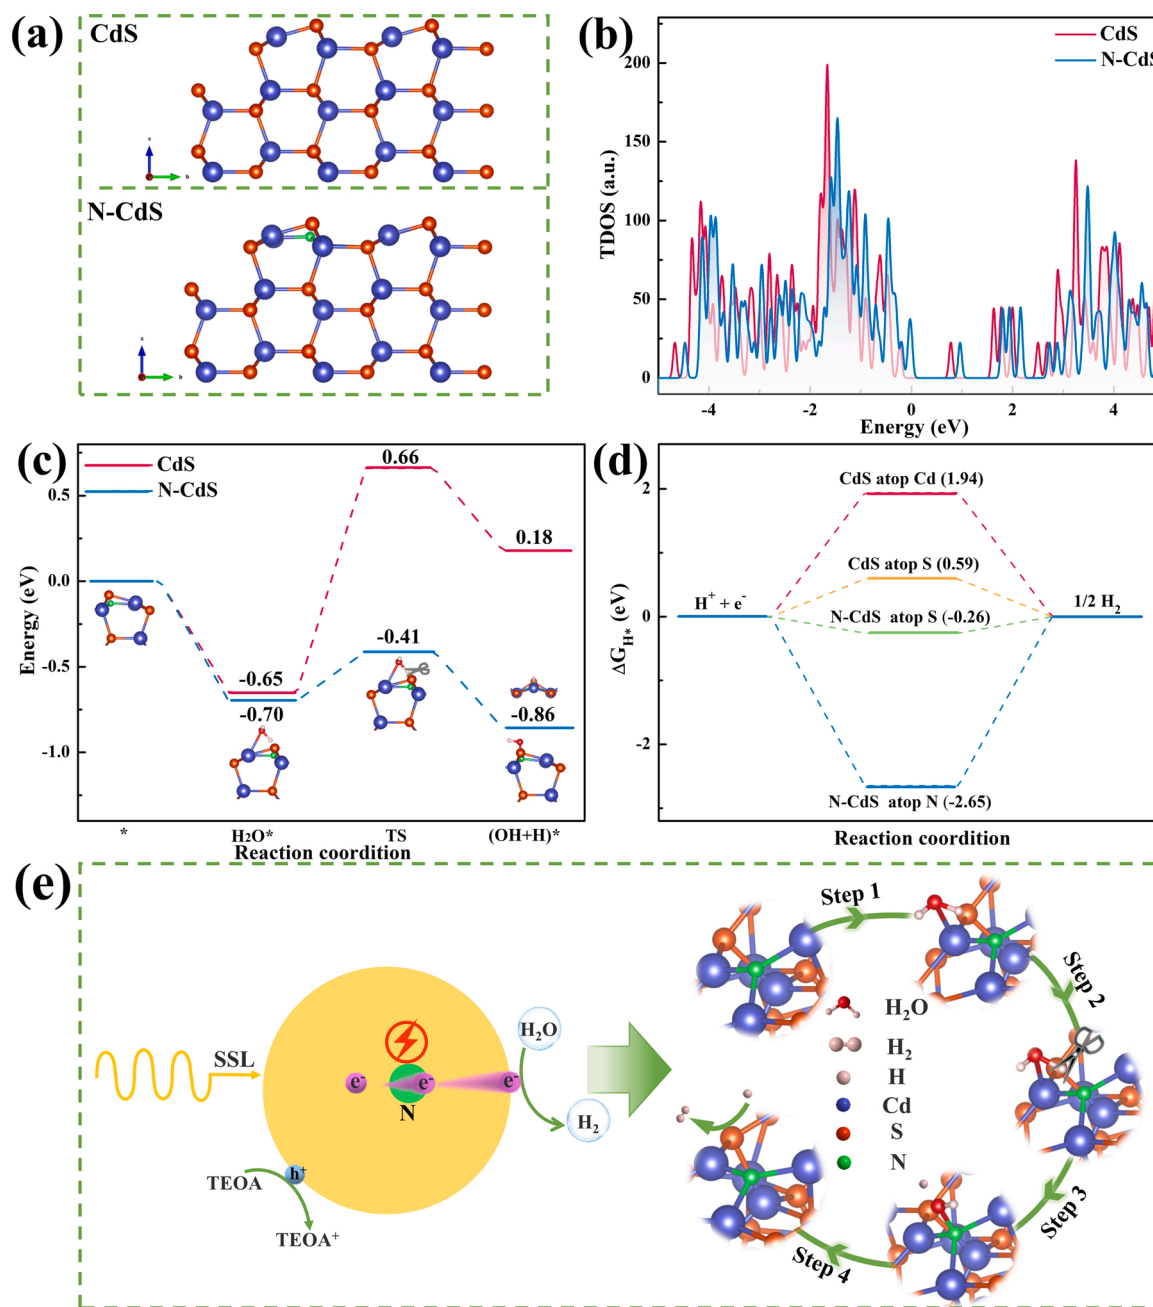 (a)
CdS
c
b
N-CdS
c
b
(b)
CdS
N-CdS
200
150
100
50
0
TDOS (a.u.)
-4
-2
0
2
4
Energy (eV)
(c)
CdS
N-CdS
0.5
0.0
-0.5
-1.0
Energy (eV)
0.66
0.18
-0.65
-0.70
-0.41
-0.86
*
H₂O*
TS
(OH+H)*
Reaction coordition
(d)
2
0
-2
ΔG_H* (eV)
CdS atop Cd (1.94)
CdS atop S (0.59)
H⁺ + e⁻
1/2 H₂
N-CdS atop S (-0.26)
N-CdS atop N (-2.65)
Reaction coordition
(e)
SSL
e⁻
e⁻
e⁻
N
H₂O
H₂
h⁺
TEOA
TEOA⁺
Step 1
Step 2
Step 3
Step 4
H₂O
H₂
H
Cd
S
N